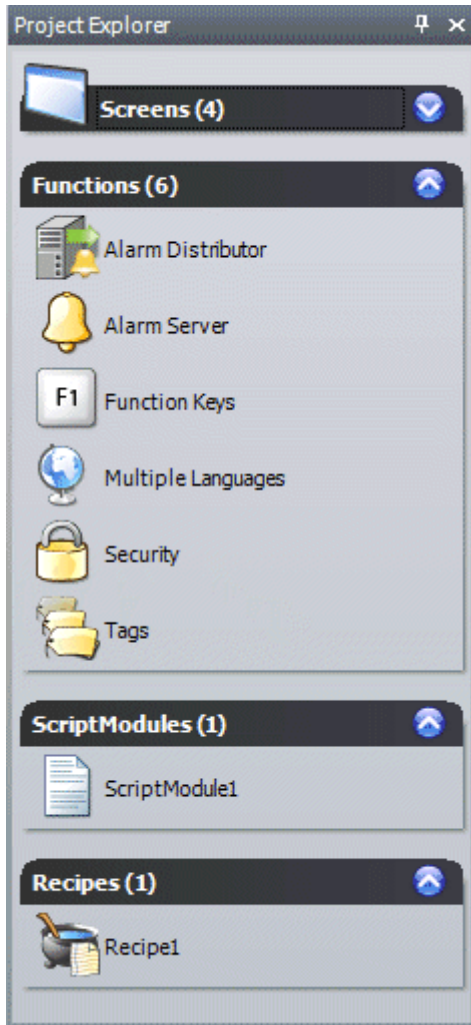 Project Explorer
Screens (4)
Functions (6)
Alarm Distributor
Alarm Server
F1 Function Keys
Multiple Languages
Security
Tags
ScriptModules (1)
ScriptModule1
Recipes (1)
Recipe1